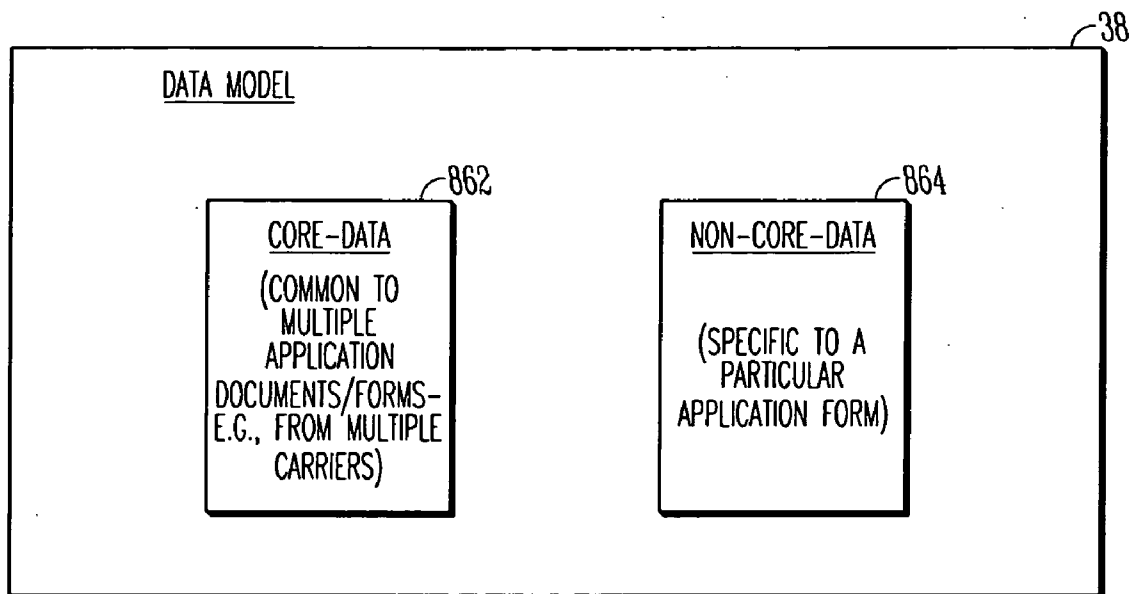 38
DATA MODEL
862
CORE-DATA
(COMMON TO
MULTIPLE
APPLICATION
DOCUMENTS/FORMS-
E.G., FROM MULTIPLE
CARRIERS)
864
NON-CORE-DATA
(SPECIFIC TO A
PARTICULAR
APPLICATION FORM)